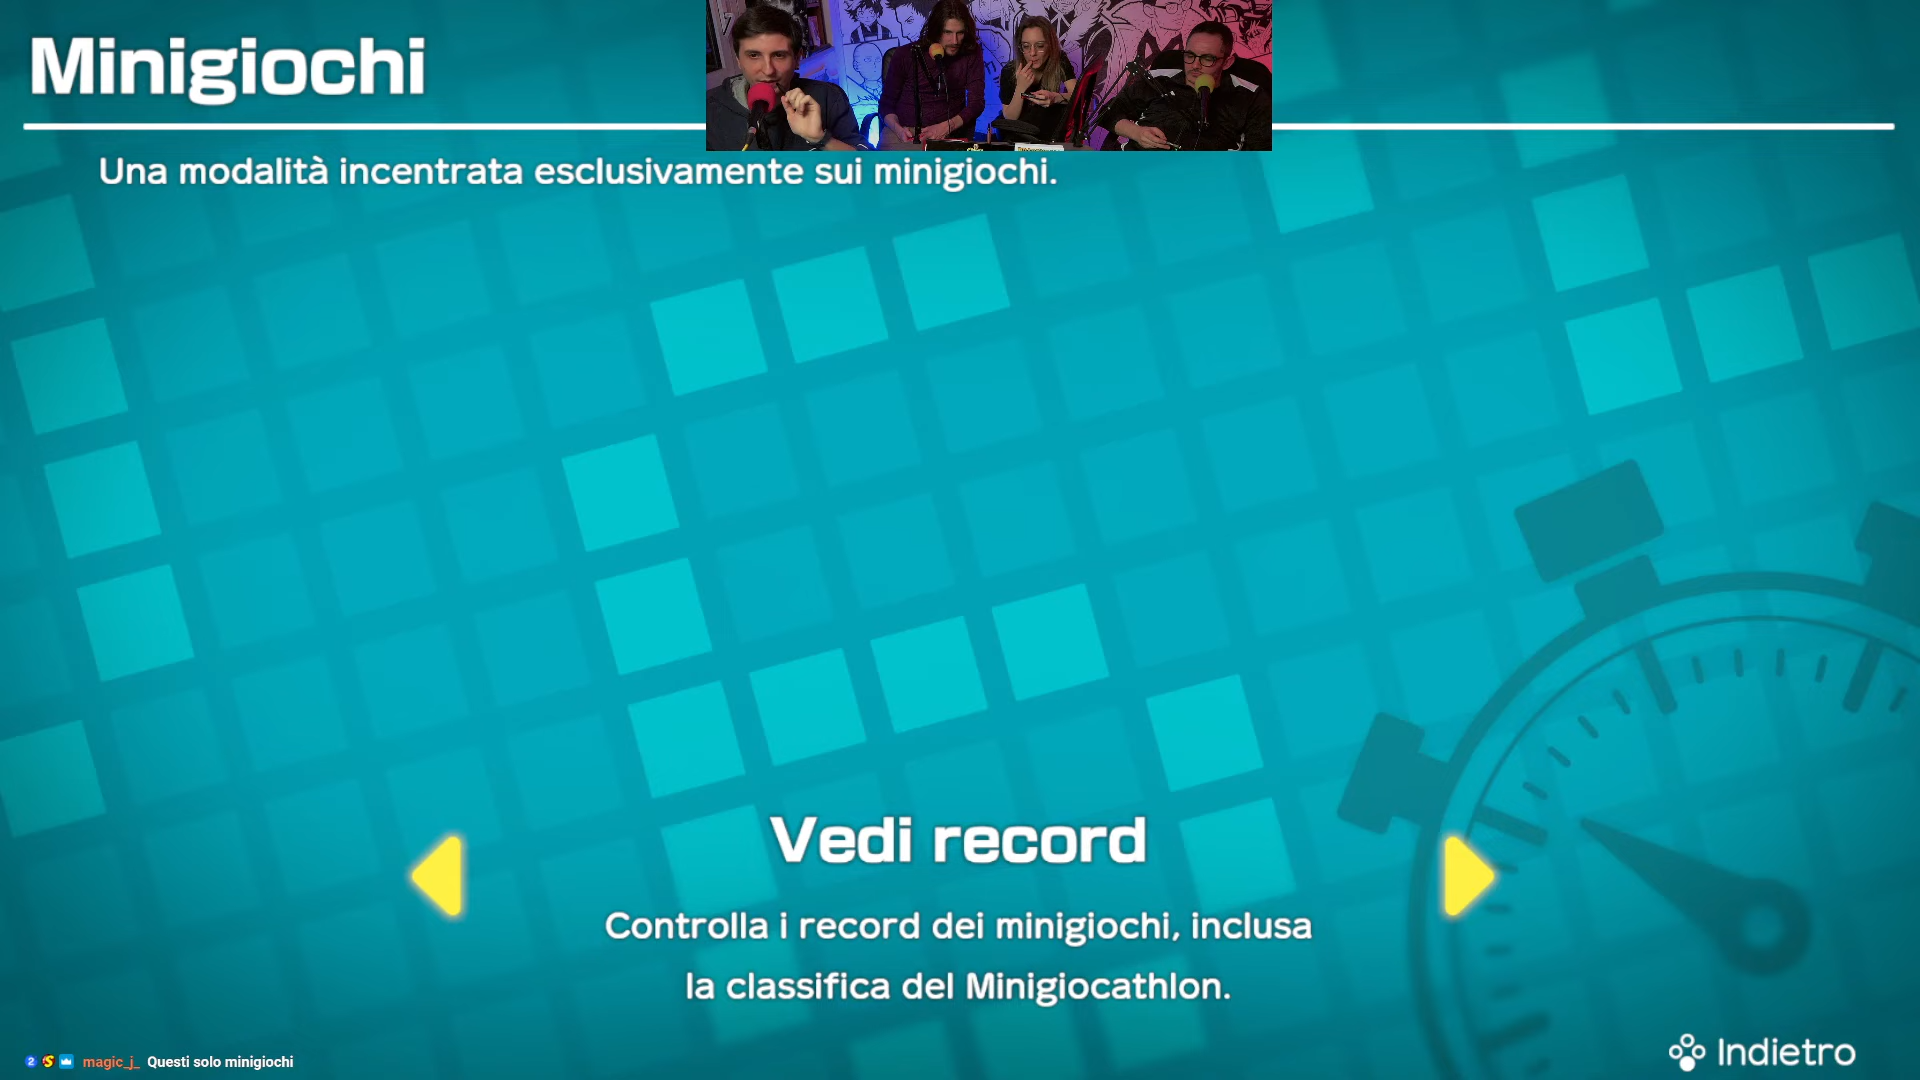 Minigiochi
Una modalità incentrata esclusivamente sui minigiochi.
Vedi record
Controlla i record dei minigiochi, inclusa
la classifica del Minigiocathlon.
2 S magic_j_ Questi solo minigiochi
Indietro